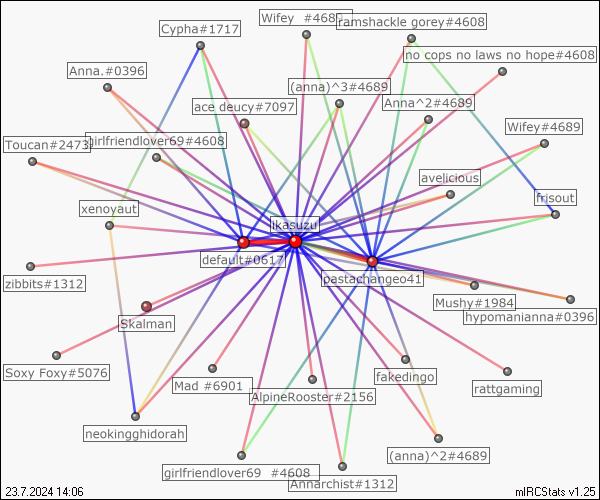 Wifey #4689
ramshackle gorey#4608
Cypha#1717
no cops no laws no hope#4608
Anna.#0396
(anna)^3#4689
ace deucy#7097
Anna^2#4689
Toucan#2473
girlfriendlover69#4608
Wifey#4689
avelicious
xenoyaut
frisout
ikasuzu
default#0617
pastachangeo41
zibbits#1312
Mushy#1984
hypomanianna#0396
Skalman
Soxy Foxy#5076
Mad #6901
fakedingo
rattgaming
AlpineRooster#2156
neokingghidorah
(anna)^2#4689
girlfriendlover69 #4608
Annarchist#1312
23.7.2024 14:06
mIRCStats v1.25